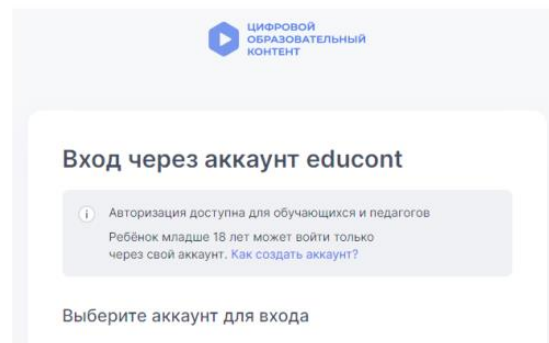 ЦИФРОВОЙ
ОБРАЗОВАТЕЛЬНЫЙ
КОНТЕНТ
Вход через аккаунт educont
Авторизация доступна для обучающихся и педагогов
Ребёнок младше 18 лет может войти только
через свой аккаунт. Как создать аккаунт?
Выберите аккаунт для входа